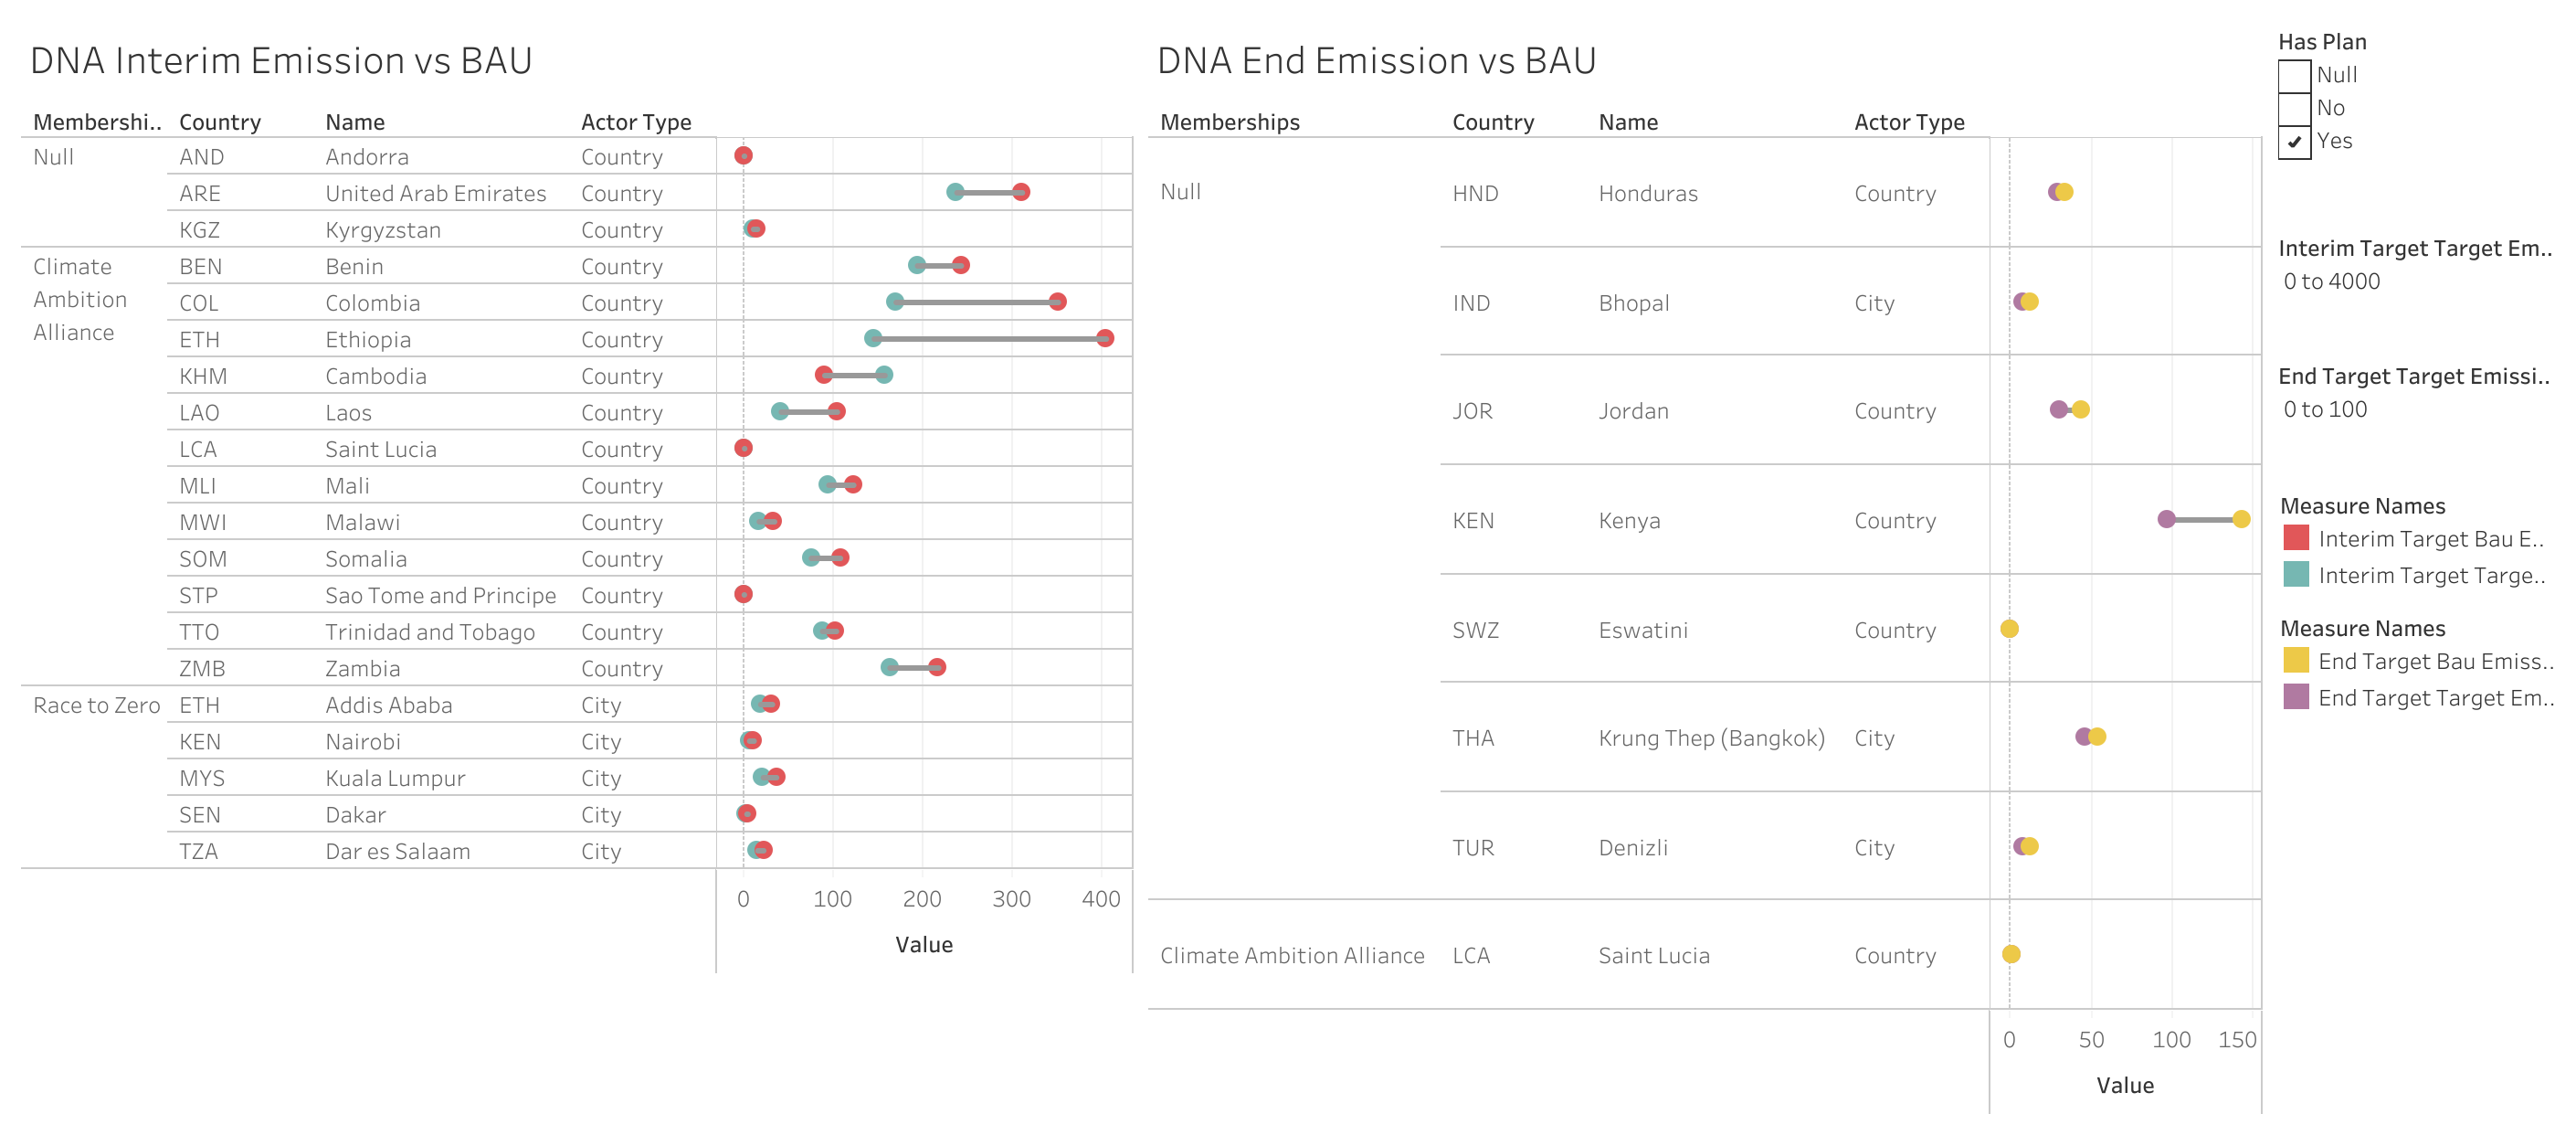 DNA Interim Emission vs BAU
Membershi.. Country Name Actor Type
Null AND Andorra Country
ARE United Arab Emirates Country
KGZ Kyrgyzstan Country
Climate Ambition Alliance BEN Benin Country
COL Colombia Country
ETH Ethiopia Country
KHM Cambodia Country
LAO Laos Country
LCA Saint Lucia Country
MLI Mali Country
MWI Malawi Country
SOM Somalia Country
STP Sao Tome and Principe Country
TTO Trinidad and Tobago Country
ZMB Zambia Country
Race to Zero ETH Addis Ababa City
KEN Nairobi City
MYS Kuala Lumpur City
SEN Dakar City
TZA Dar es Salaam City
0 100 200 300 400
Value
DNA End Emission vs BAU
Memberships Country Name Actor Type
Null HND Honduras Country
IND Bhopal City
JOR Jordan Country
KEN Kenya Country
SWZ Eswatini Country
THA Krung Thep (Bangkok) City
TUR Denizli City
Climate Ambition Alliance LCA Saint Lucia Country
0 50 100 150
Value
Has Plan
Null
No
Yes
Interim Target Target Em..
0 to 4000
End Target Target Emissi..
0 to 100
Measure Names
Interim Target Bau E..
Interim Target Targe..
Measure Names
End Target Bau Emiss..
End Target Target Em..